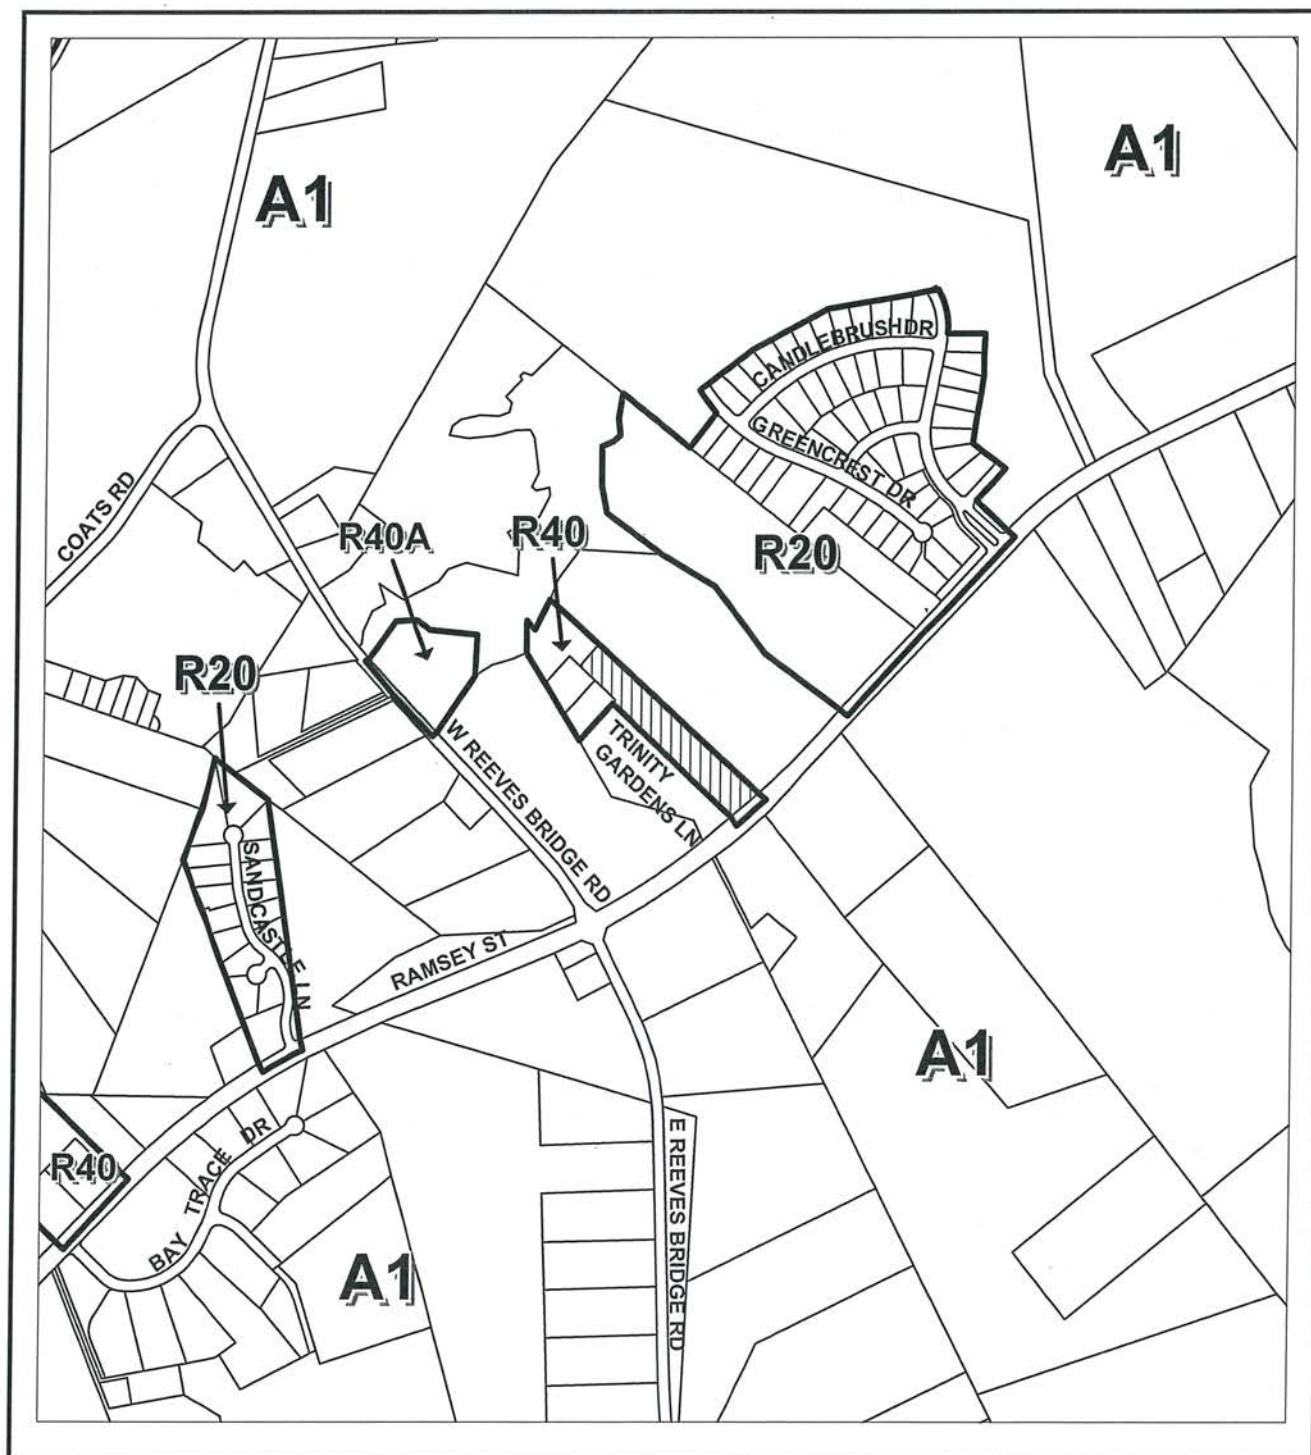 A1
A1
CANDLEBRUSH DR
GREENCREST DR
COATS RD
R40A
R40
R20
R20
TRINITY
GARDENS LN
W REEVES BRIDGE RD
SANDCASTLE LN
RAMSEY ST
A1
R40
BAY TRACE DR
E REEVES BRIDGE RD
A1